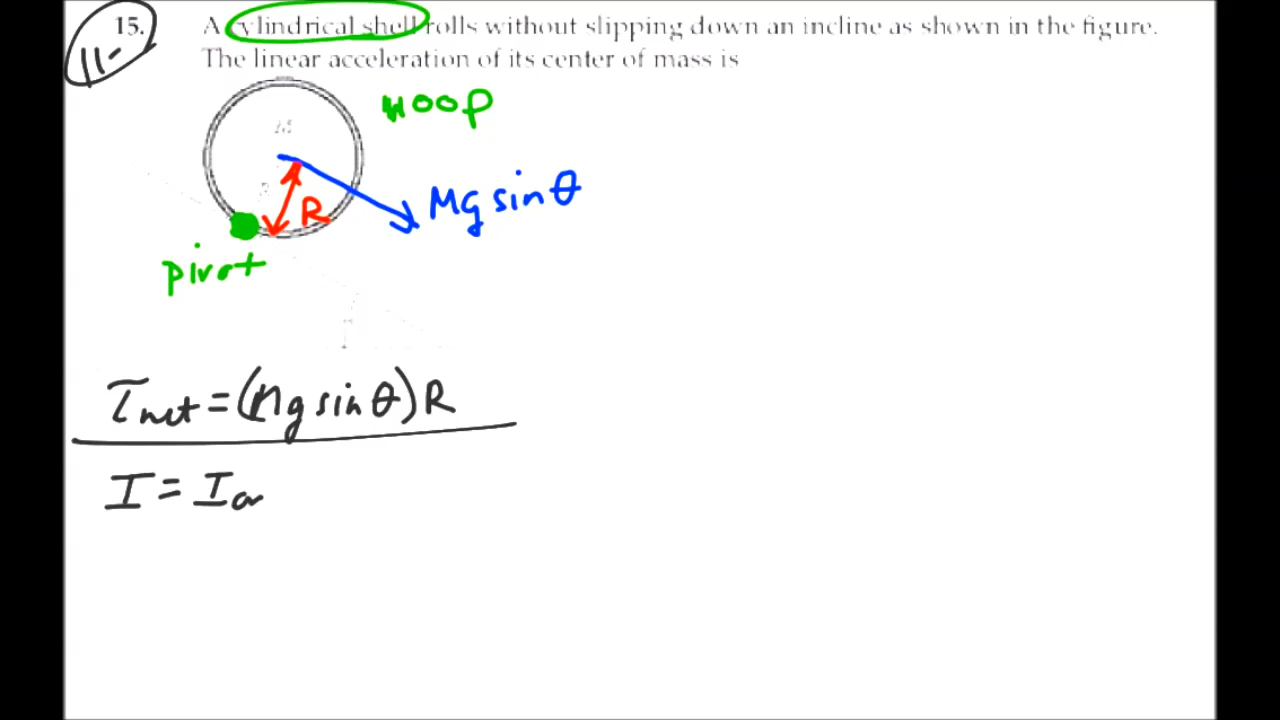 15. A cylindrical shell rolls without slipping down an incline as shown in the figure.
11-
The linear acceleration of its center of mass is
HOOP
M
Mg sin θ
R
R
pivot
τnet = (Mg sin θ) R
I = Icm